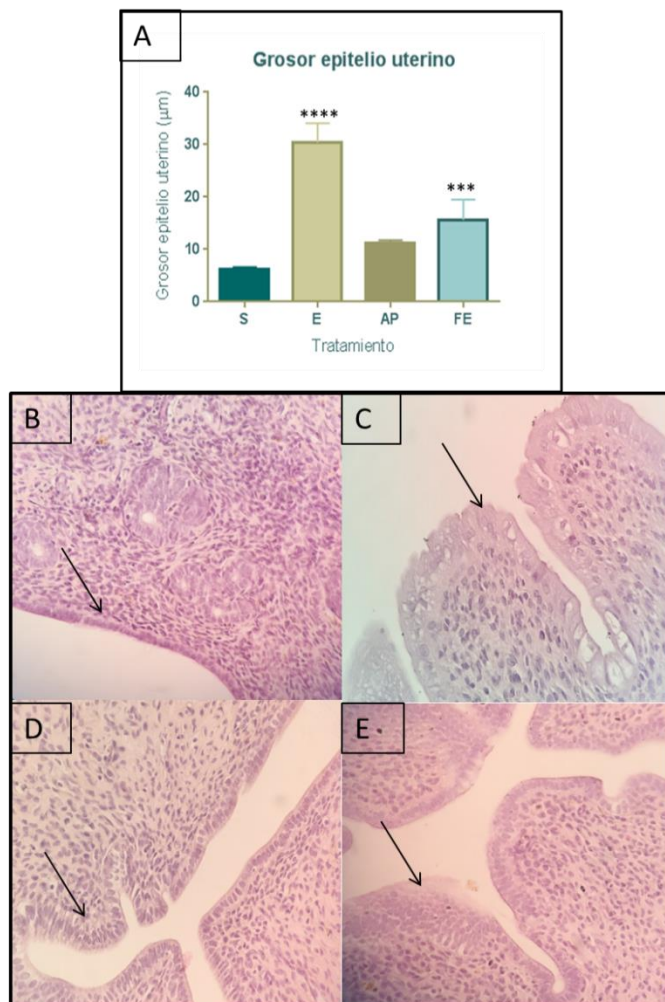 A
Grosor epitelio uterino
Grosor epitelio uterino (µm)
40
30
20
10
0
****
***
S E AP FE
Tratamiento
B
C
D
E